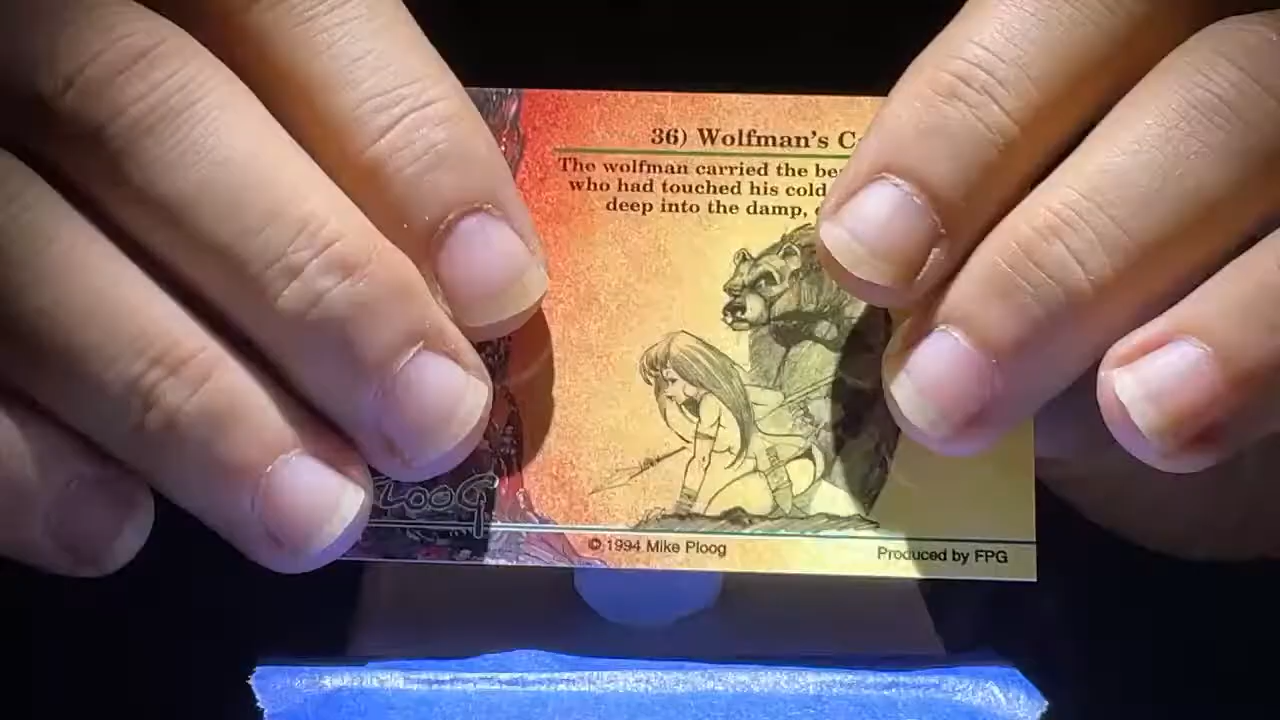 36) Wolfman's
The wolfman carried the
who had touched his cold
deep into the damp,
PLOOG
© 1994 Mike Ploog
Produced by FPG